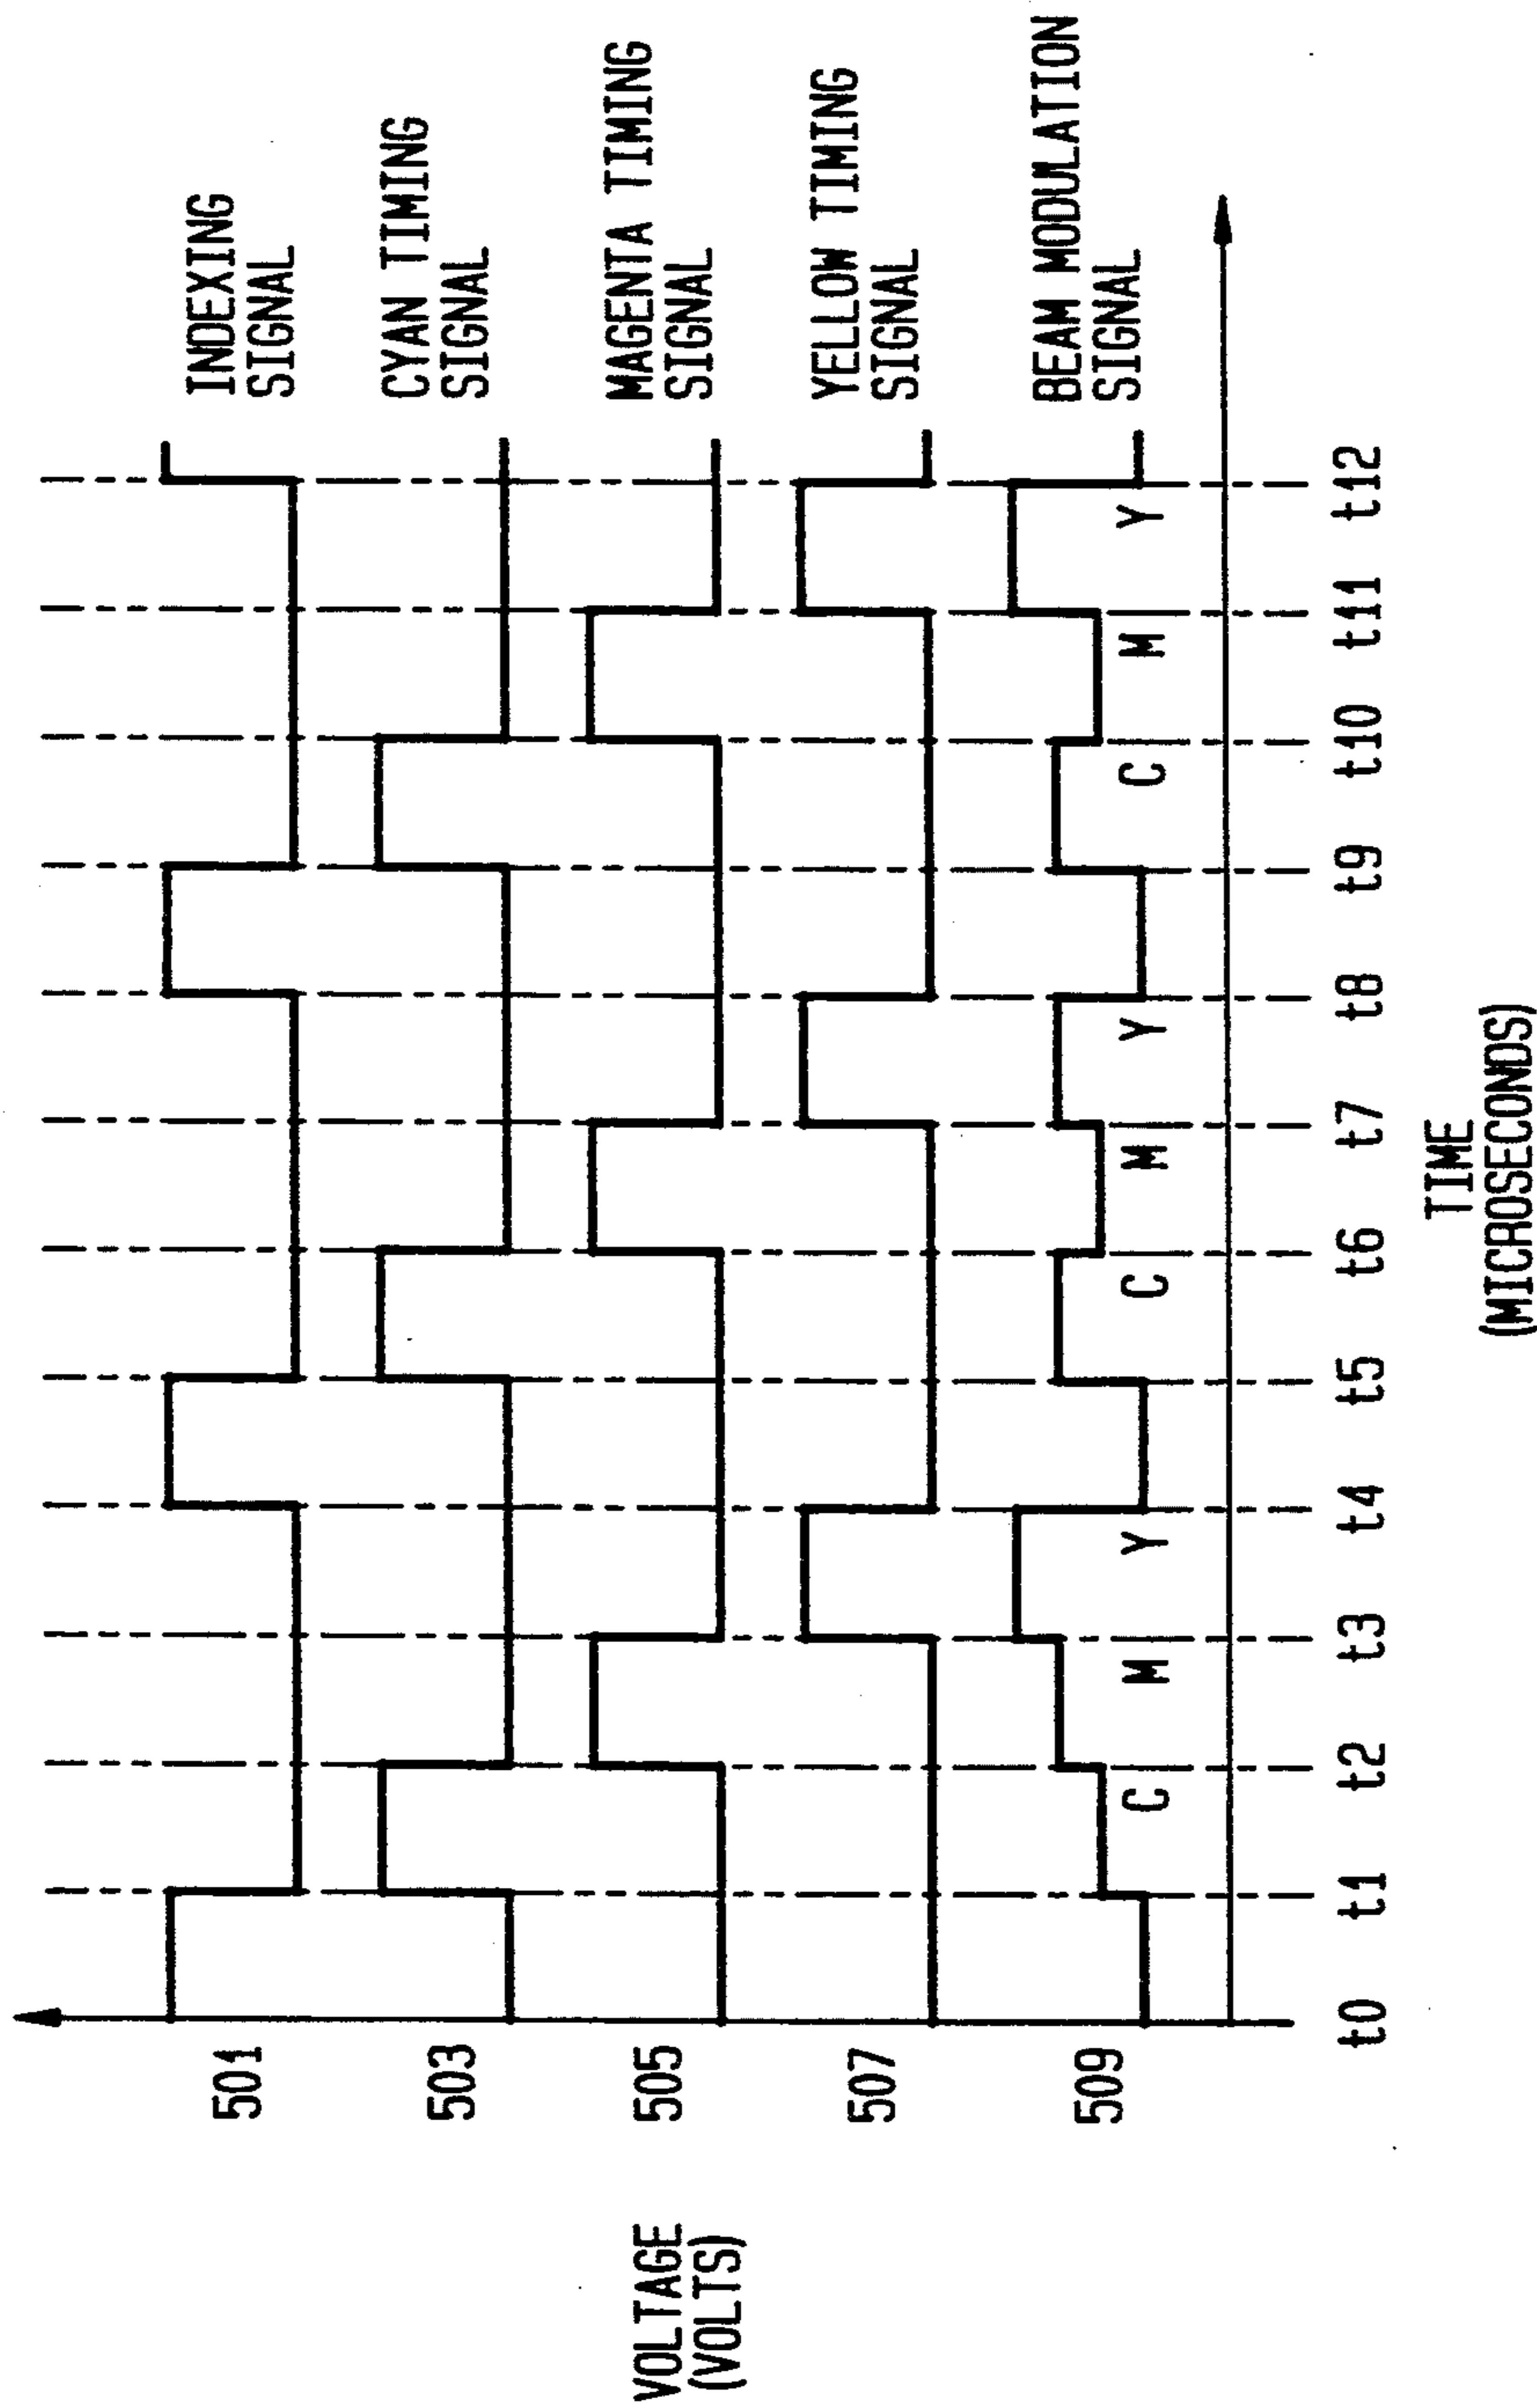 VOLTAGE
(VOLTS)
501
503
505
507
509
INDEXING
SIGNAL
CYAN TIMING
SIGNAL
MAGENTA TIMING
SIGNAL
YELLOW TIMING
SIGNAL
BEAM MODULATION
SIGNAL
C M Y C M Y C M Y
t0 t1 t2 t3 t4 t5 t6 t7 t8 t9 t10 t11 t12
TIME
(MICROSECONDS)